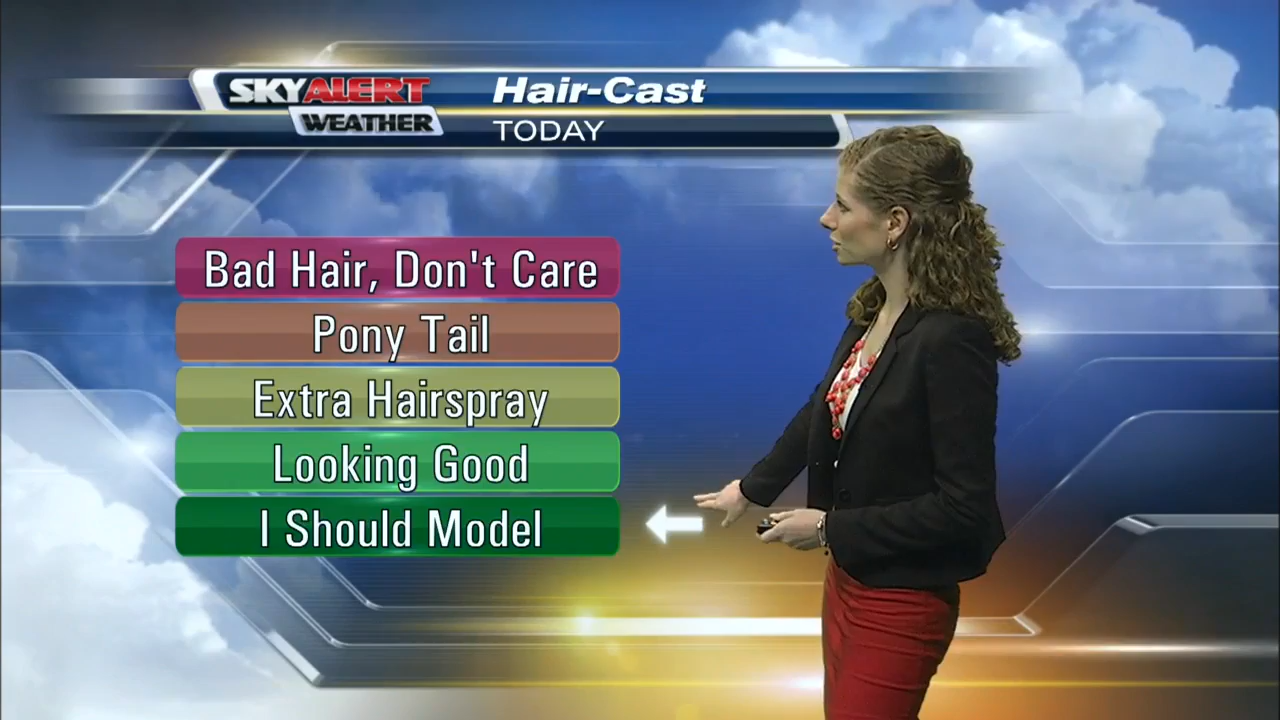 SKYALERT
WEATHER
Hair-Cast
TODAY
Bad Hair, Don't Care
Pony Tail
Extra Hairspray
Looking Good
I Should Model